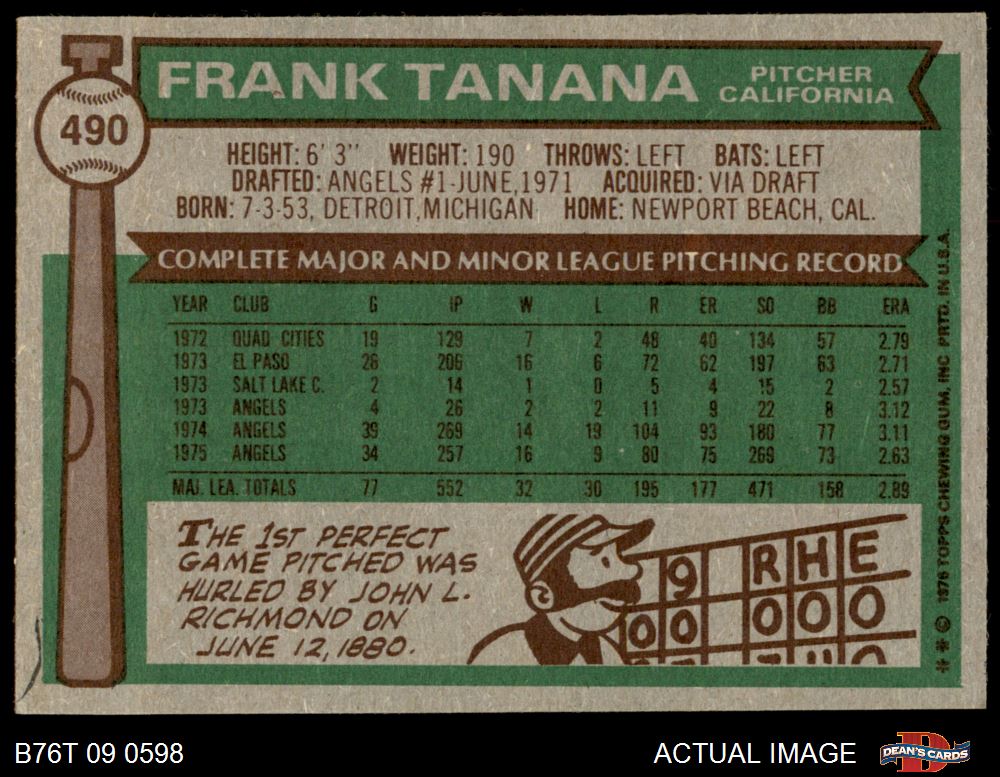 FRANK TANANA
PITCHER
CALIFORNIA
490
HEIGHT: 6' 3" WEIGHT: 190 THROWS: LEFT BATS: LEFT
DRAFTED: ANGELS #1-JUNE, 1971 ACQUIRED: VIA DRAFT
BORN: 7-3-53, DETROIT, MICHIGAN HOME: NEWPORT BEACH, CAL.
COMPLETE MAJOR AND MINOR LEAGUE PITCHING RECORD
YEAR CLUB G IP W L R ER SO BB ERA
1972 QUAD CITIES 19 129 7 2 48 40 134 57 2.79
1973 EL PASO 26 206 16 6 72 62 197 63 2.71
1973 SALT LAKE C. 2 14 1 0 5 4 15 2 2.57
1973 ANGELS 4 26 2 2 11 9 22 8 3.12
1974 ANGELS 39 269 14 19 104 93 180 77 3.11
1975 ANGELS 34 257 16 9 80 75 269 73 2.63
MAJ. LEA. TOTALS 77 552 32 30 195 177 471 158 2.89
THE 1ST PERFECT
GAME PITCHED WAS
HURLED BY JOHN L.
RICHMOND ON
JUNE 12, 1880.
9 R H E
0 0 0 0 0
* * © 1976 TOPPS CHEWING GUM, INC PRTD. IN U.S.A.
B76T 09 0598
ACTUAL IMAGE
D
DEAN'S CARDS